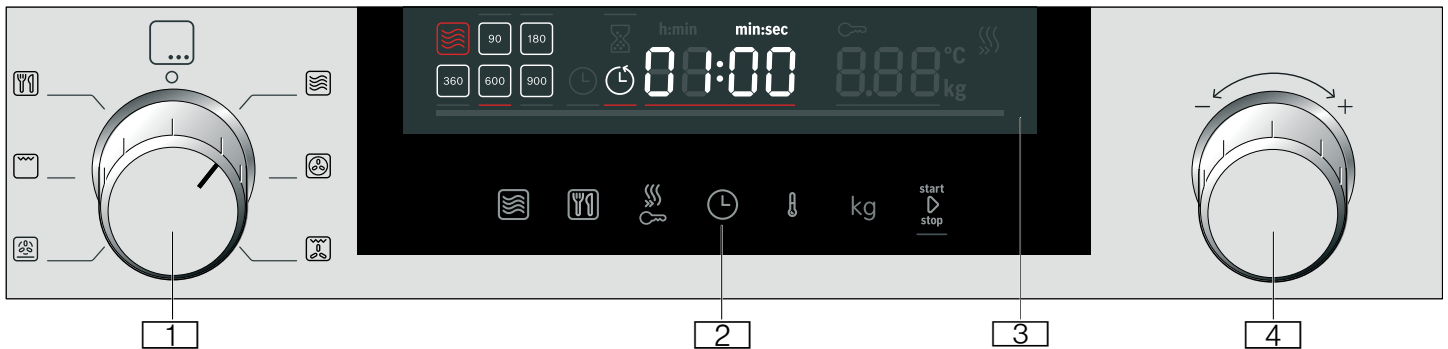 h:min min:sec
90 180
01:00 °C
360 600 900 8.88 kg
- +
kg
start
stop
1 2 3 4